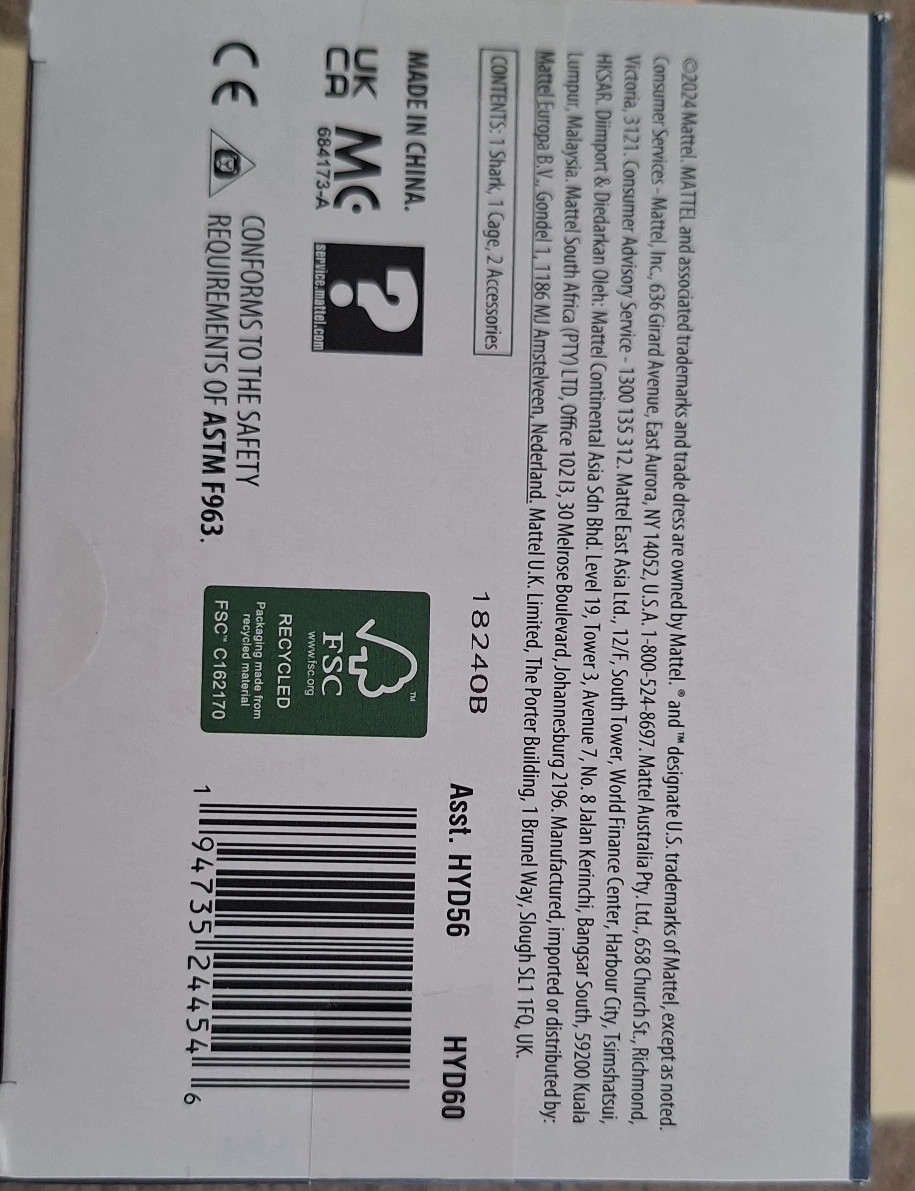 ©2024 Mattel. MATTEL and associated trademarks and trade dress are owned by Mattel. ® and ™ designate U.S. trademarks of Mattel, except as noted.
Consumer Services - Mattel, Inc., 636 Girard Avenue, East Aurora, NY 14052, U.S.A. 1-800-524-8697. Mattel Australia Pty. Ltd., 658 Church St., Richmond,
Victoria, 3121. Consumer Advisory Service - 1300 135 312. Mattel East Asia Ltd., 12/F, South Tower, World Finance Center, Harbour City, Tsimshatsui,
HKSAR. Diimport & Diedarkan Oleh: Mattel Continental Asia Sdn Bhd. Level 19, Tower 3, Avenue 7, No. 8 Jalan Kerinchi, Bangsar South, 59200 Kuala
Lumpur, Malaysia. Mattel South Africa (PTY) LTD, Office 102 I3, 30 Melrose Boulevard, Johannesburg 2196. Manufactured, imported or distributed by:
Mattel Europa B.V., Gondel 1, 1186 MJ Amstelveen, Nederland. Mattel U.K. Limited, The Porter Building, 1 Brunel Way, Slough SL1 1FQ, UK.
CONTENTS: 1 Shark, 1 Cage, 2 Accessories
18240B
Asst. HYD56 HYD60
MADE IN CHINA.
UK
CA
MC
684173-A
?
service.mattel.com
CE
CONFORMS TO THE SAFETY
REQUIREMENTS OF ASTM F963.
™
FSC
www.fsc.org
RECYCLED
Packaging made from
recycled material
FSC™ C162170
1 94735 24454 6